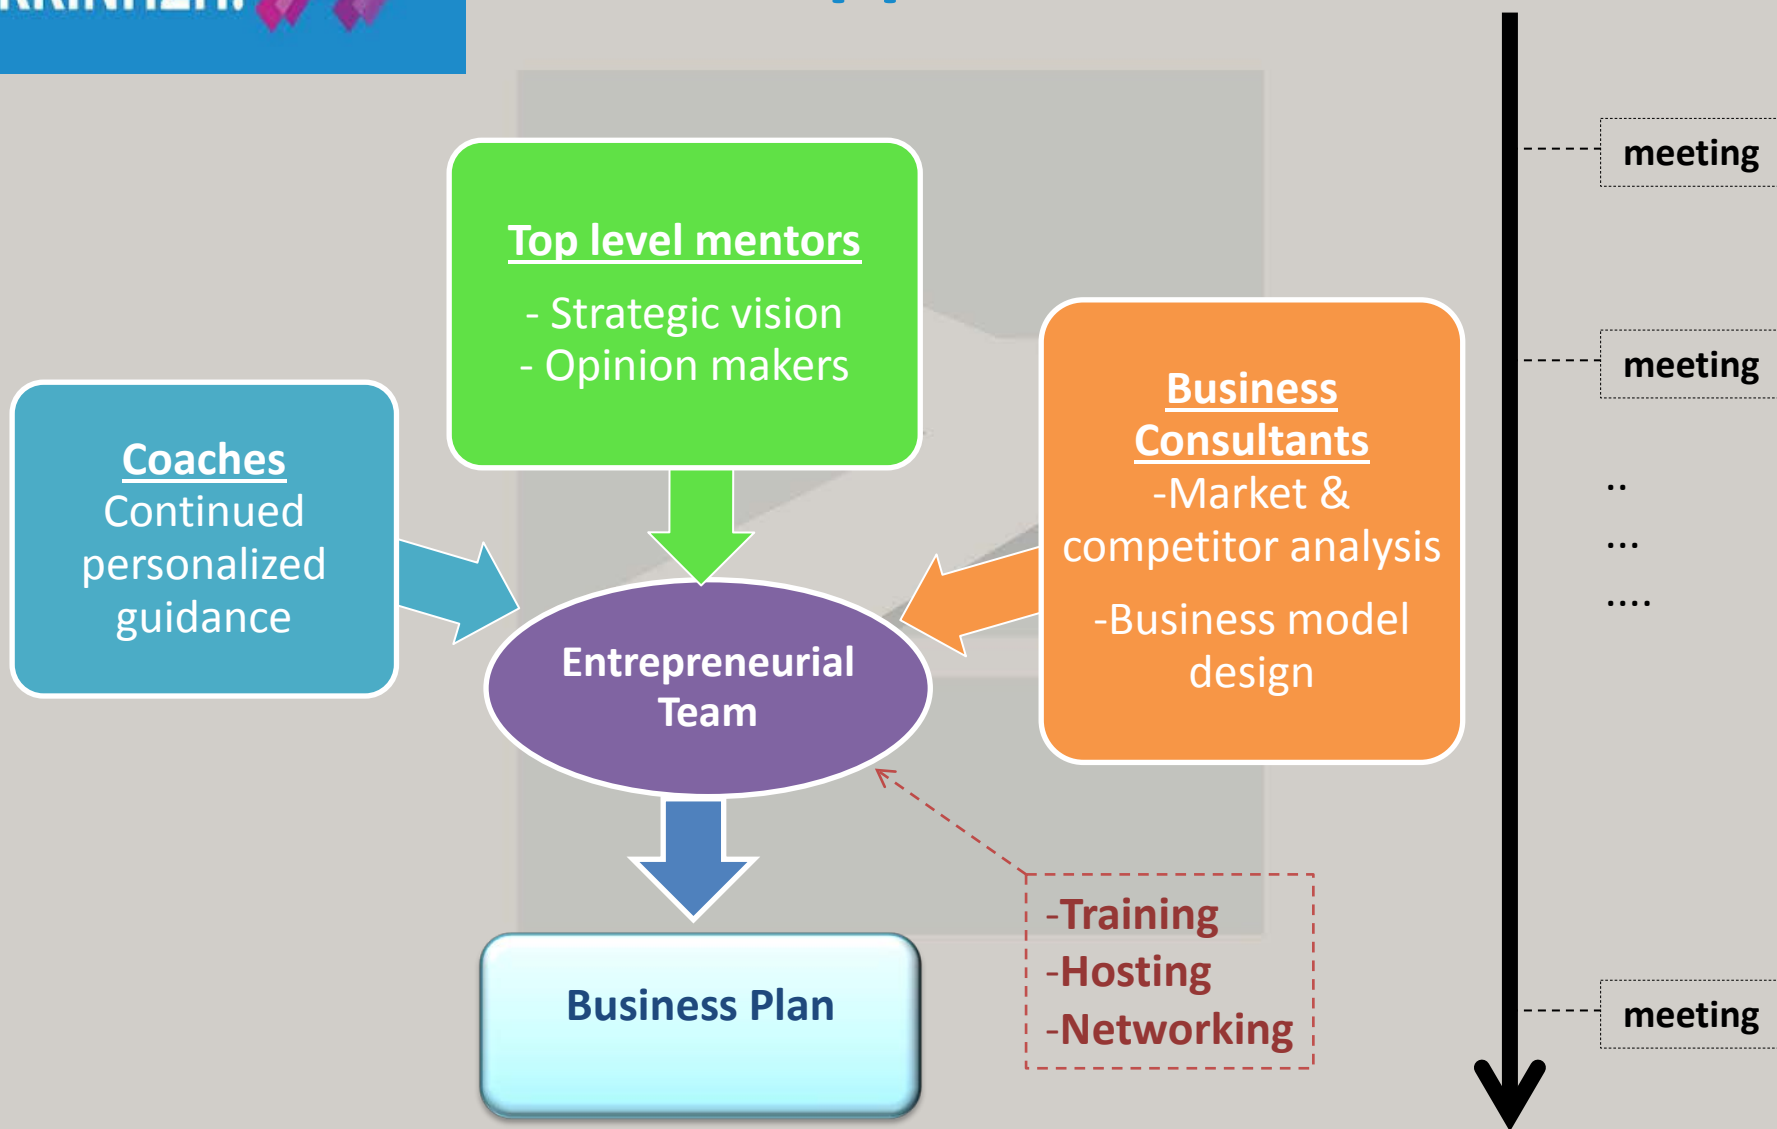 Top level mentors
- Strategic vision
- Opinion makers
Coaches
Continued
personalized
guidance
Business
Consultants
-Market &
competitor analysis
-Business model
design
Entrepreneurial
Team
Business Plan
-Training
-Hosting
-Networking
meeting
meeting
..
...
....
meeting